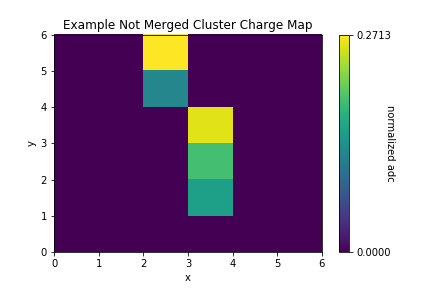 Example Not Merged Cluster Charge Map
6
5
4
3
2
1
0
y
0 1 2 3 4 5 6
x
0.2713
0.0000
normalized adc